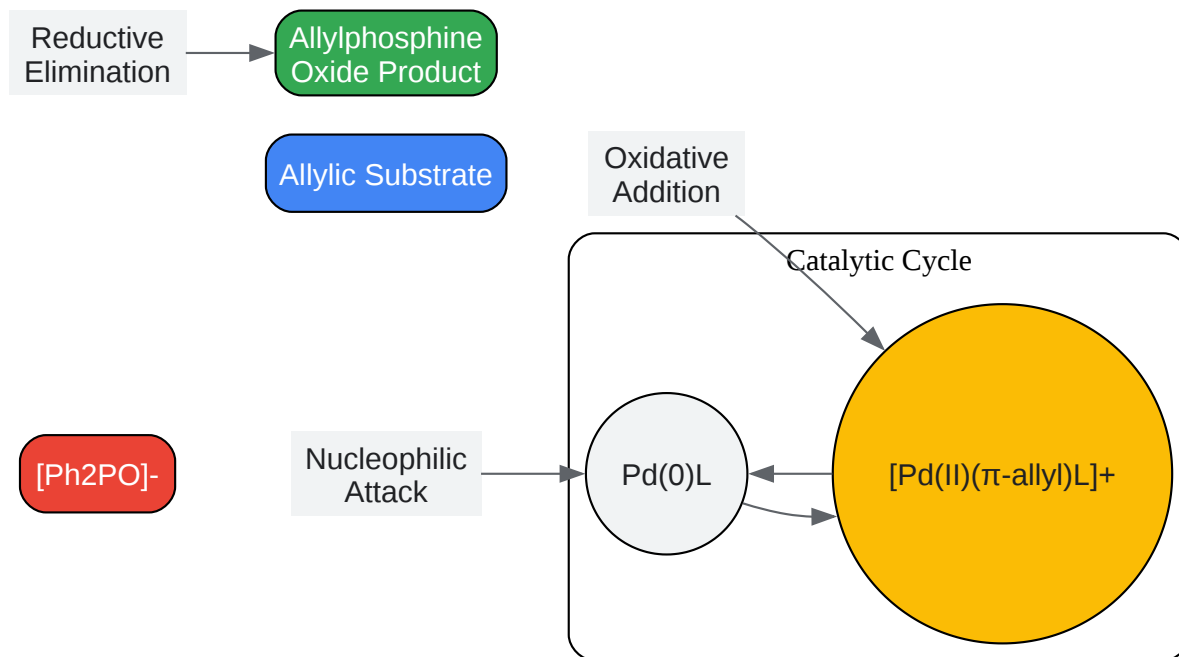 Reductive
Elimination
Allylphosphine
Oxide Product
Allylic Substrate
Oxidative
Addition
Catalytic Cycle
[Ph2PO]-
Nucleophilic
Attack
Pd(0)L
[Pd(II)(π-allyl)L]+